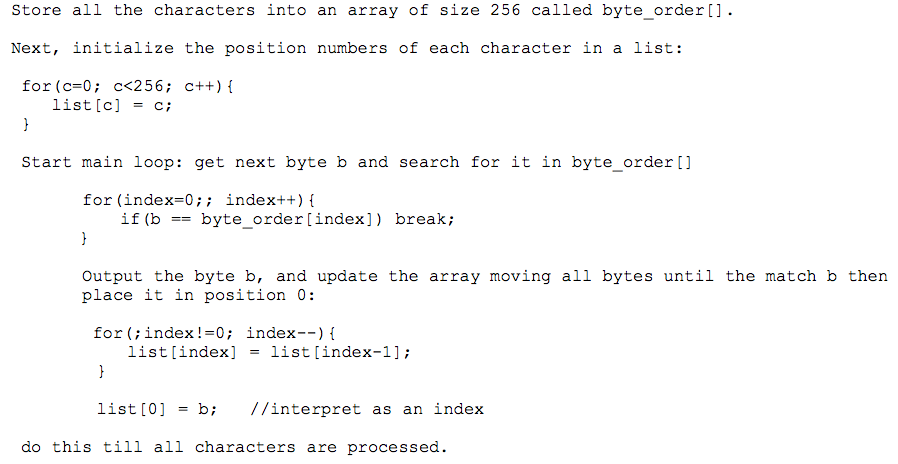 Store all the characters into an array of size 256 called byte_order[].
Next, initialize the position numbers of each character in a list:
for(c=0; c<256; c++){
list[c] = c;
}
Start main loop: get next byte b and search for it in byte_order[]
for(index=0;; index++){
if(b == byte_order[index]) break;
}
Output the byte b, and update the array moving all bytes until the match b then
place it in position 0:
for(;index!=0; index--){
list[index] = list[index-1];
}
list[0] = b;   //interpret as an index
do this till all characters are processed.